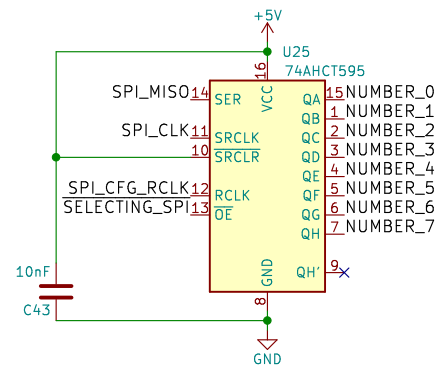 +5V
U25
74AHCT595
16
VCC
SPI_MISO 14 SER
QA 15 NUMBER_0
QB 1 NUMBER_1
SPI_CLK 11 SRCLK
QC 2 NUMBER_2
10 SRCLR
QD 3 NUMBER_3
QE 4 NUMBER_4
SPI_CFG_RCLK 12 RCLK
QF 5 NUMBER_5
SELECTING_SPI 13 OE
QG 6 NUMBER_6
QH 7 NUMBER_7
QH' 9
GND
8
10nF
C43
GND